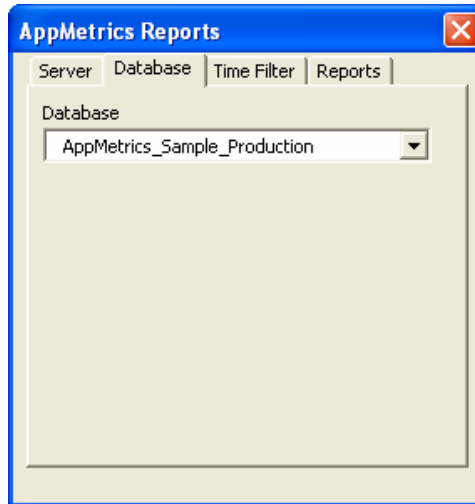 AppMetrics Reports
Server Database Time Filter Reports
Database
AppMetrics_Sample_Production